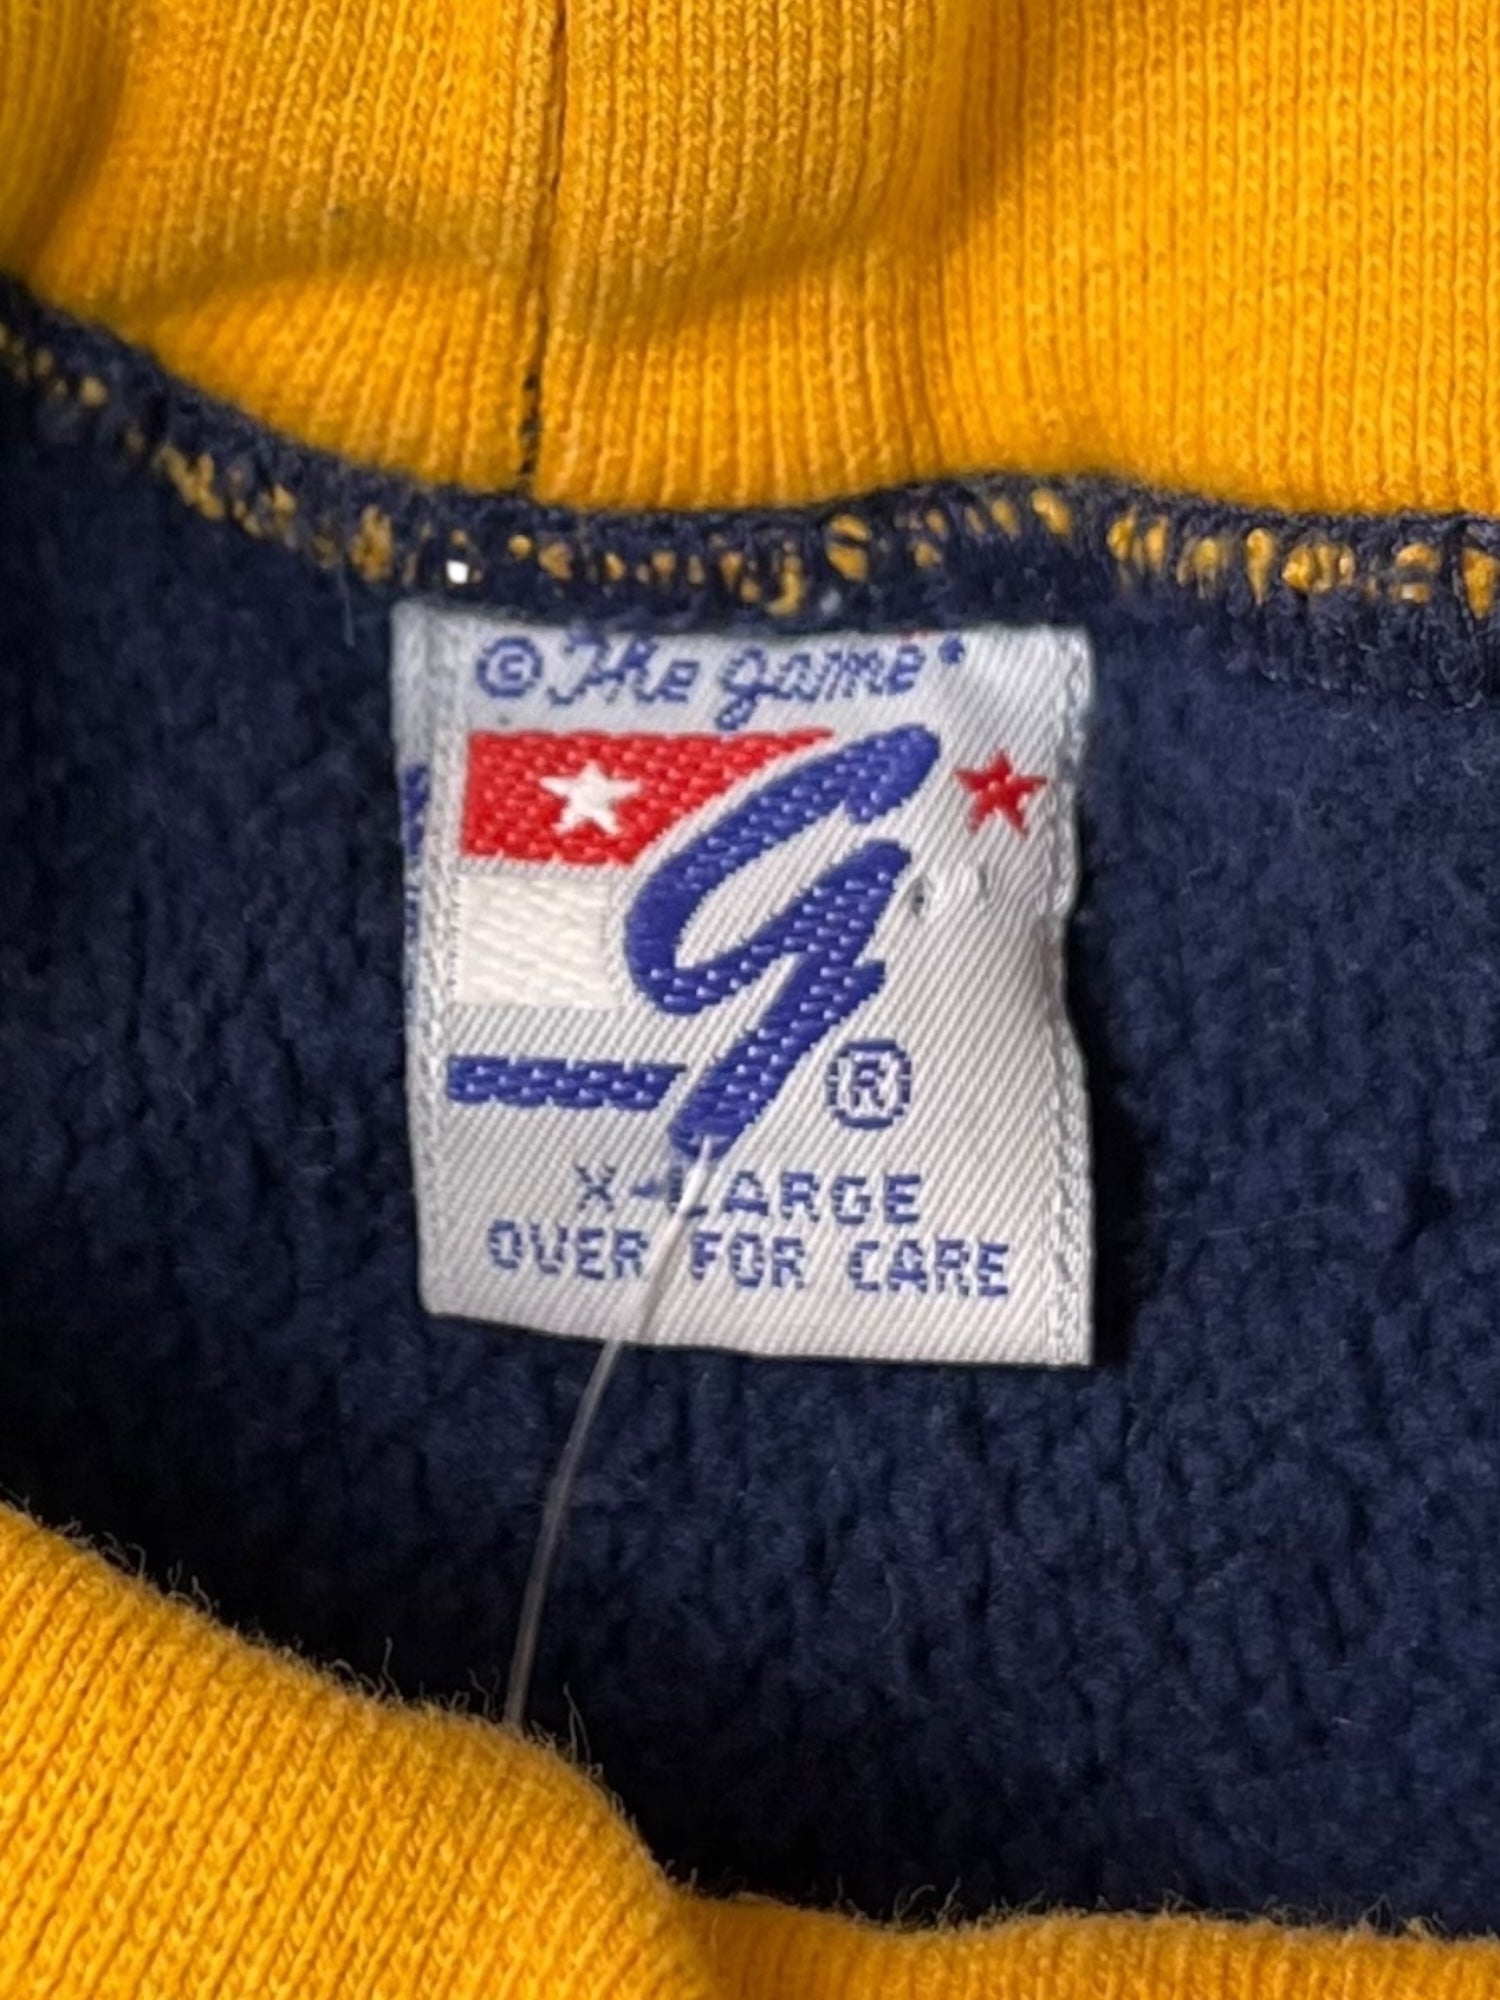 © The game
G ®
X-LARGE
OVER FOR CARE